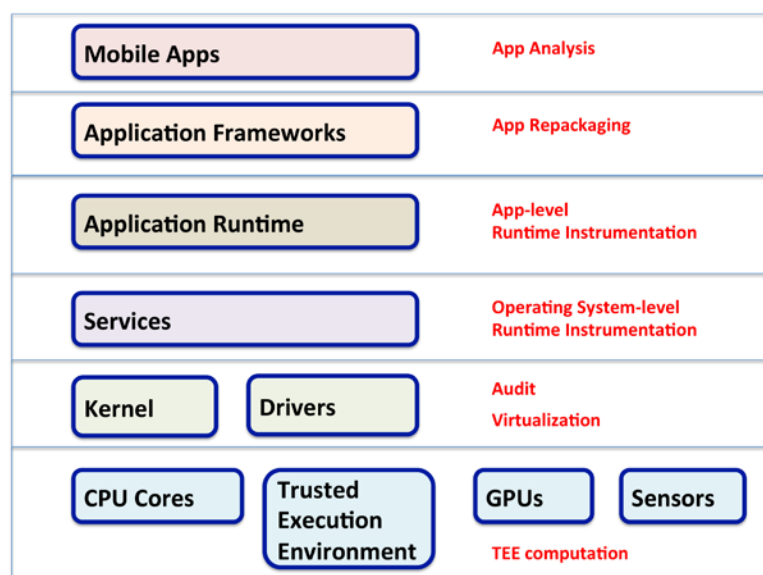 Mobile Apps
App Analysis
Application Frameworks
App Repackaging
Application Runtime
App-level
Runtime Instrumentation
Services
Operating System-level
Runtime Instrumentation
Kernel
Drivers
Audit
Virtualization
CPU Cores
Trusted
Execution
Environment
GPUs
Sensors
TEE computation